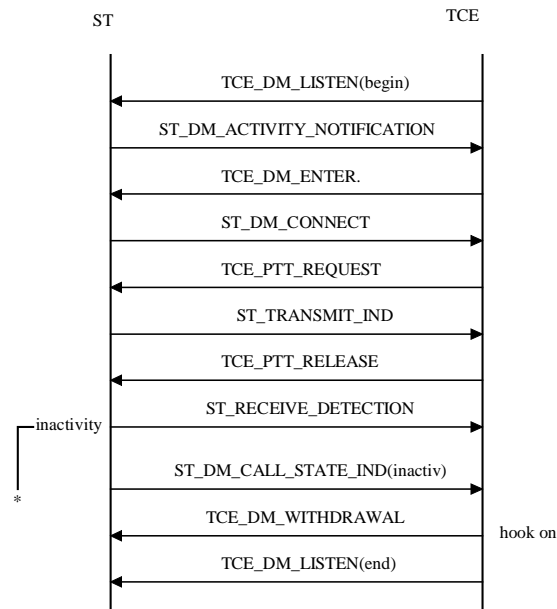 ST
TCE
TCE_DM_LISTEN(begin)
ST_DM_ACTIVITY_NOTIFICATION
TCE_DM_ENTER.
ST_DM_CONNECT
TCE_PTT_REQUEST
ST_TRANSMIT_IND
TCE_PTT_RELEASE
ST_RECEIVE_DETECTION
inactivity
ST_DM_CALL_STATE_IND(inactiv)
*
TCE_DM_WITHDRAWAL
hook on
TCE_DM_LISTEN(end)